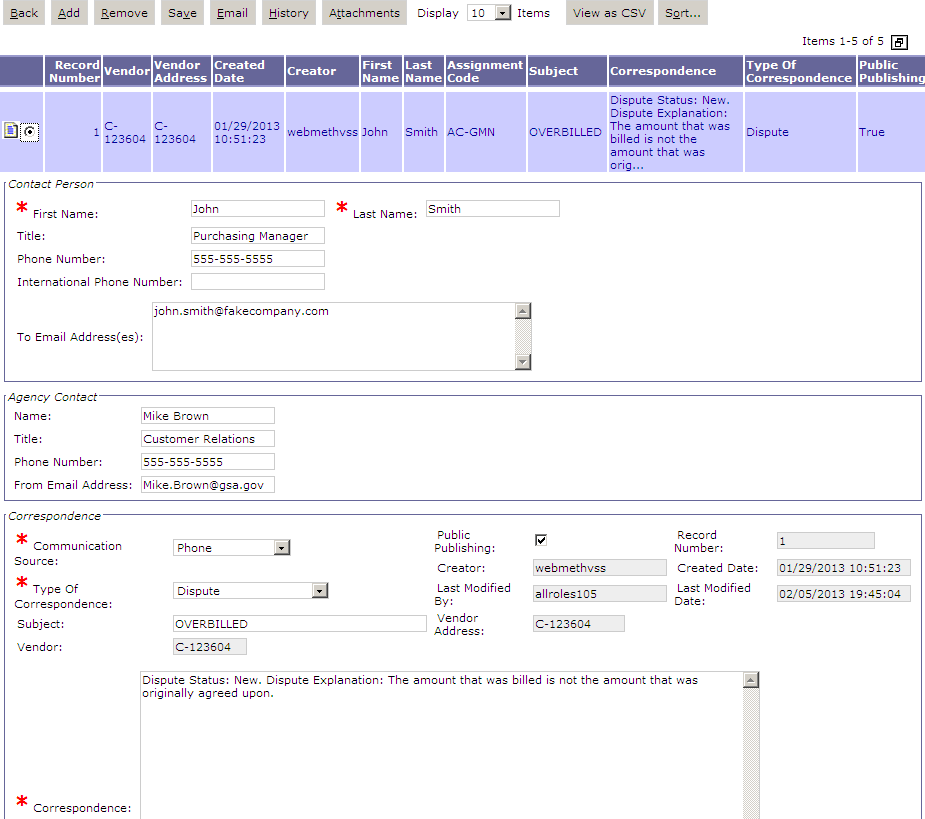 Back Add Remove Save Email History Attachments Display 10 Items View as CSV Sort...
Items 1-5 of 5
Record Number Vendor Vendor Address Created Date Creator First Name Last Name Assignment Code Subject Correspondence Type Of Correspondence Public Publishing
1 C-123604 C-123604 01/29/2013 10:51:23 webmethvss John Smith AC-GMN OVERBILLED Dispute Status: New. Dispute Explanation: The amount that was billed is not the amount that was orig... Dispute True
Contact Person
* First Name: John * Last Name: Smith
Title: Purchasing Manager
Phone Number: 555-555-5555
International Phone Number:
To Email Address(es): john.smith@fakecompany.com
Agency Contact
Name: Mike Brown
Title: Customer Relations
Phone Number: 555-555-5555
From Email Address: Mike.Brown@gsa.gov
Correspondence
* Communication Source: Phone Public Publishing: Record Number: 1
Creator: webmethvss Created Date: 01/29/2013 10:51:23
* Type Of Correspondence: Dispute Last Modified By: allroles105 Last Modified Date: 02/05/2013 19:45:04
Subject: OVERBILLED Vendor Address: C-123604
Vendor: C-123604
Dispute Status: New. Dispute Explanation: The amount that was billed is not the amount that was
originally agreed upon.
* Correspondence: